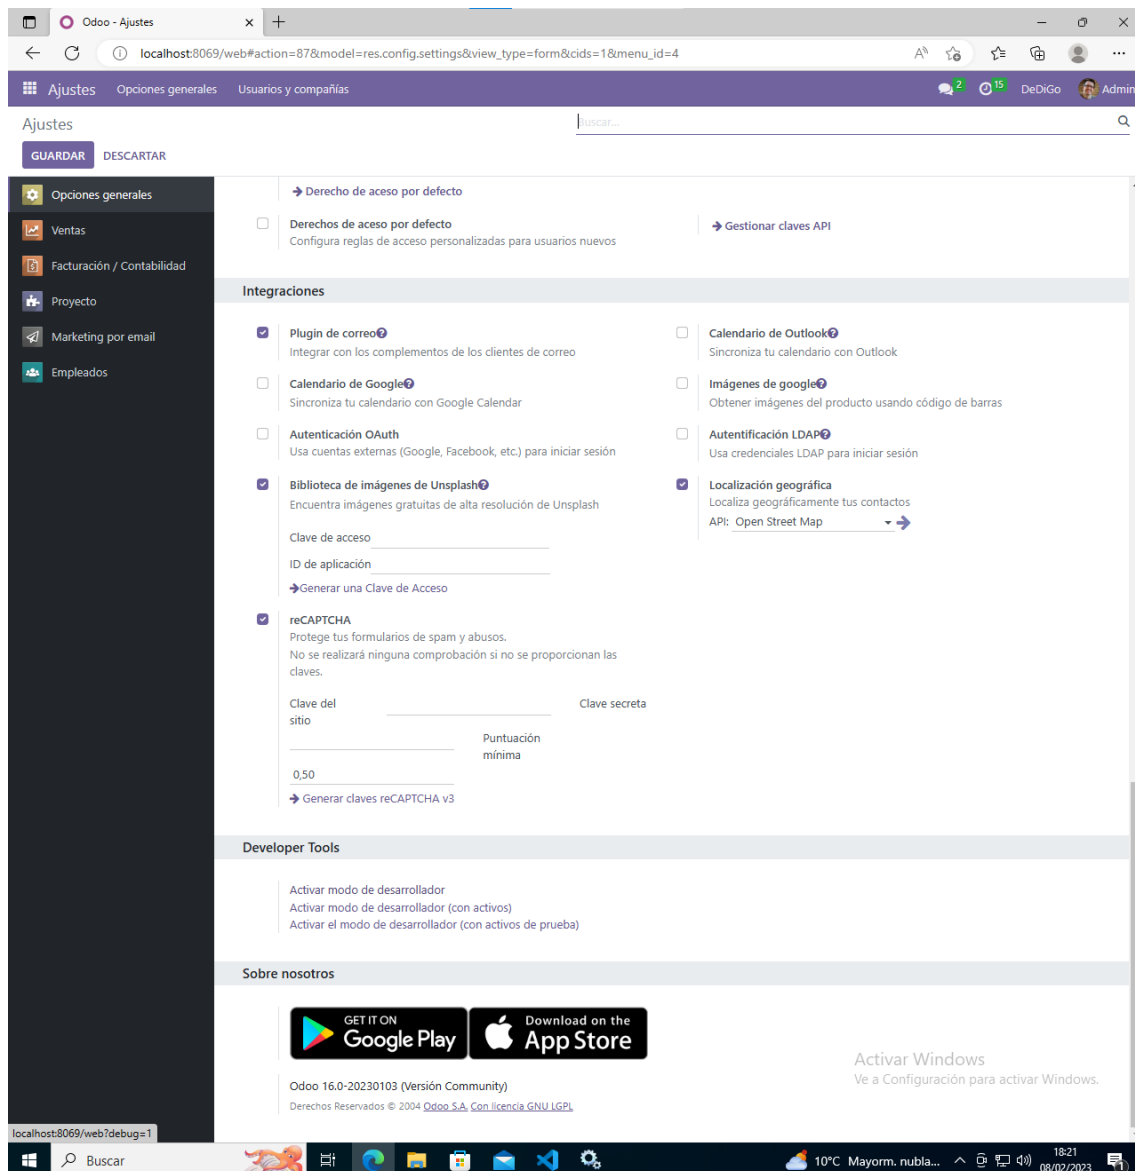 Odoo - Ajustes
localhost:8069/web#action=87&model=res.config.settings&view_type=form&cids=1&menu_id=4
Ajustes Opciones generales Usuarios y compañías 2 15 DeDiGo Admin
Ajustes Buscar...
GUARDAR DESCARTAR
Opciones generales
Ventas
Facturación / Contabilidad
Proyecto
Marketing por email
Empleados
Derecho de aceso por defecto
Derechos de aceso por defecto
Configura reglas de acceso personalizadas para usuarios nuevos
Gestionar claves API
Integraciones
Plugin de correo
Integrar con los complementos de los clientes de correo
Calendario de Outlook
Sincroniza tu calendario con Outlook
Calendario de Google
Sincroniza tu calendario con Google Calendar
Imágenes de google
Obtener imágenes del producto usando código de barras
Autenticación OAuth
Usa cuentas externas (Google, Facebook, etc.) para iniciar sesión
Autentificación LDAP
Usa credenciales LDAP para iniciar sesión
Biblioteca de imágenes de Unsplash
Encuentra imágenes gratuitas de alta resolución de Unsplash
Clave de acceso
ID de aplicación
Generar una Clave de Acceso
Localización geográfica
Localiza geográficamente tus contactos
API: Open Street Map
reCAPTCHA
Protege tus formularios de spam y abusos.
No se realizará ninguna comprobación si no se proporcionan las
claves.
Clave del
sitio
Clave secreta
Puntuación
mínima
0,50
Generar claves reCAPTCHA v3
Developer Tools
Activar modo de desarrollador
Activar modo de desarrollador (con activos)
Activar el modo de desarrollador (con activos de prueba)
Sobre nosotros
GET IT ON
Google Play
Download on the
App Store
Odoo 16.0-20230103 (Versión Community)
Derechos Reservados © 2004 Odoo S.A. Con licencia GNU LGPL
Activar Windows
Ve a Configuración para activar Windows.
localhost:8069/web?debug=1
Buscar
10°C Mayorm. nubla...
18:21
08/02/2023